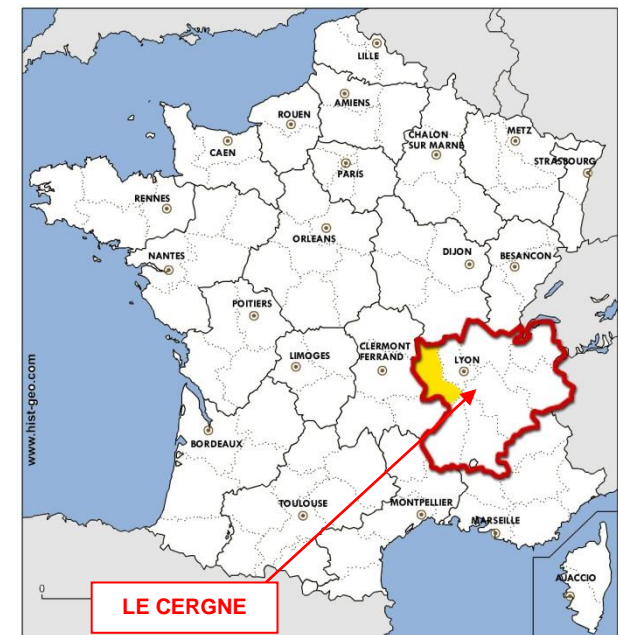 LILLE
AMIENS
ROUEN
CAEN
CHALON
SUR MARNE
METZ
PARIS
STRASBOURG
RENNES
ORLEANS
NANTES
DIJON
BESANCON
POITIERS
LIMOGES
CLERMONT
FERRAND
LYON
www.hist-geo.com
BORDEAUX
TOULOUSE
MONTPELLIER
MARSEILLE
AJACCIO
0
LE CERGNE